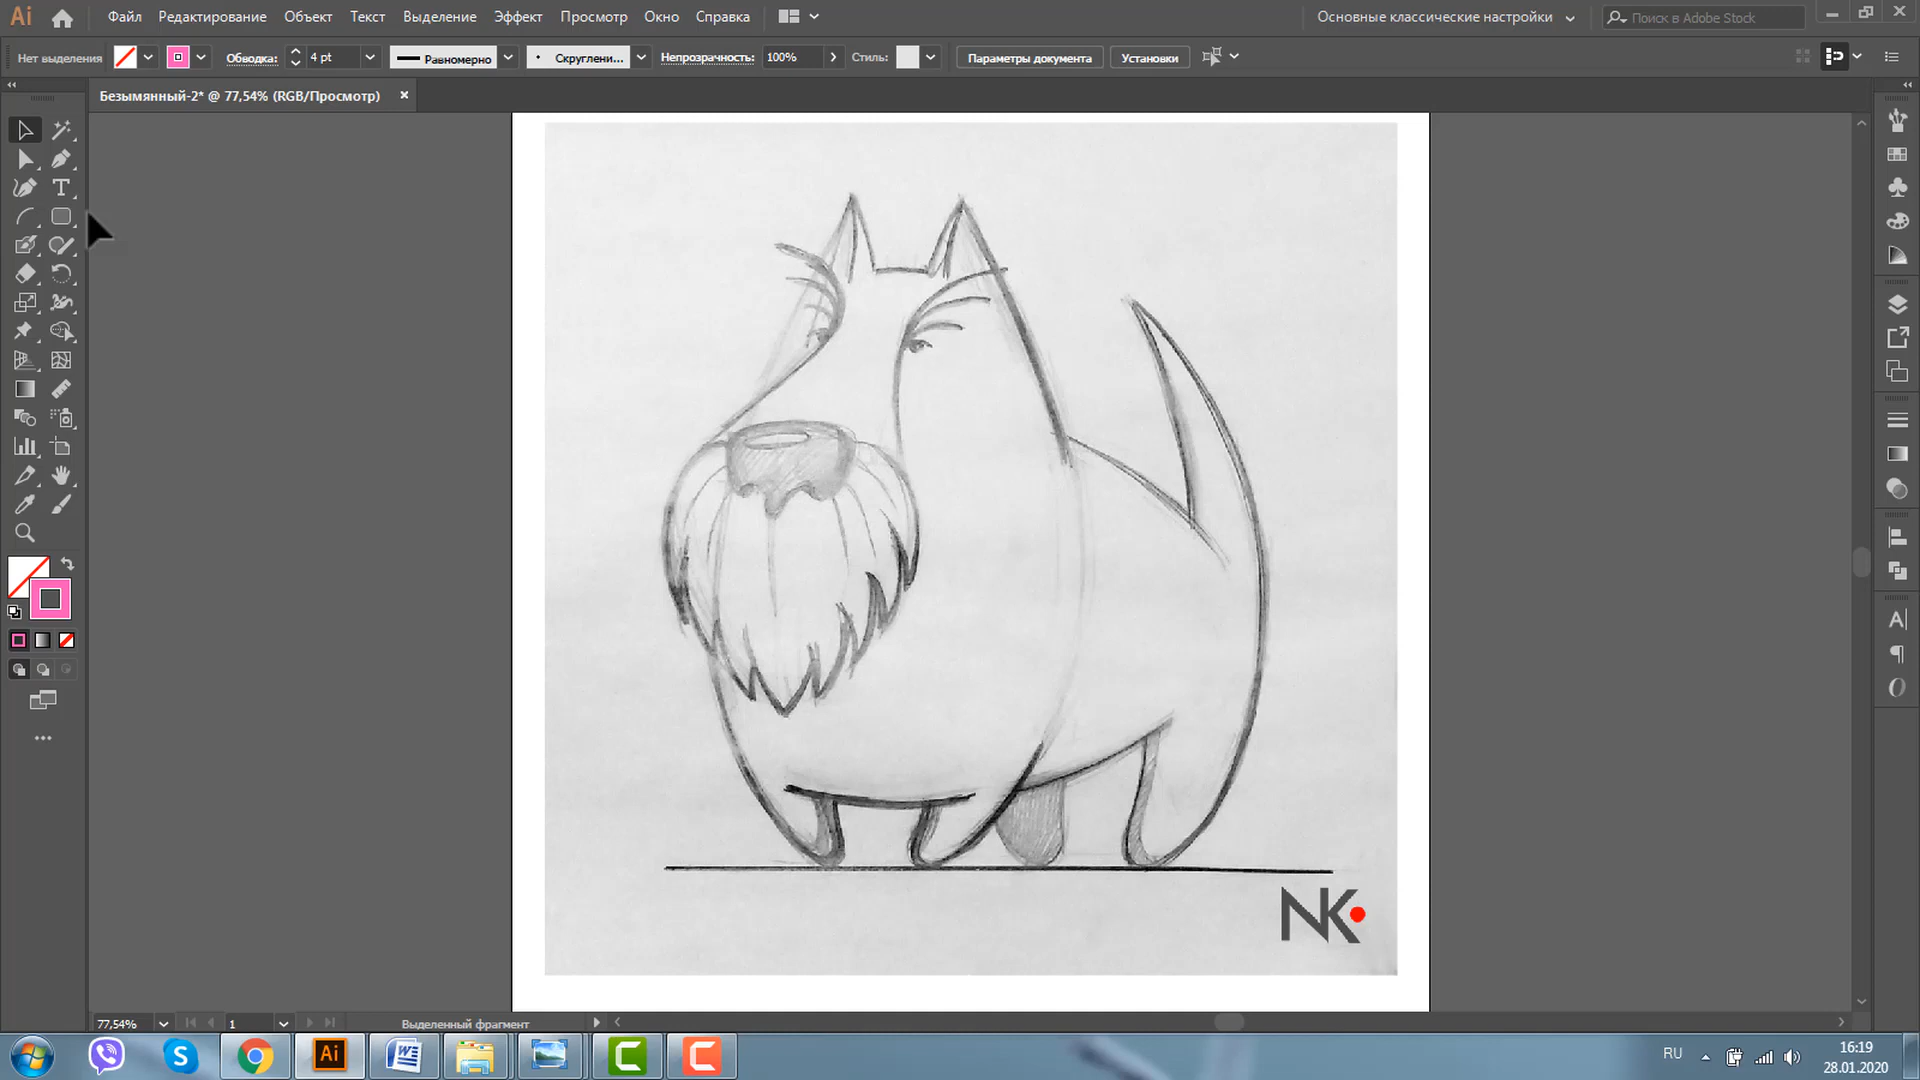 Ai Файл Редактирование Объект Текст Выделение Эффект Просмотр Окно Справка Основные классические настройки Поиск в Adobe Stock
Нет выделения Обводка: 4 pt Равномерно Скруглени... Непрозрачность: 100% Стиль: Параметры документа Установки
Безымянный-2* @ 77,54% (RGB/Просмотр)
NK
77,54% 1 Выделенный фрагмент
Ai RU 16:19
28.01.2020